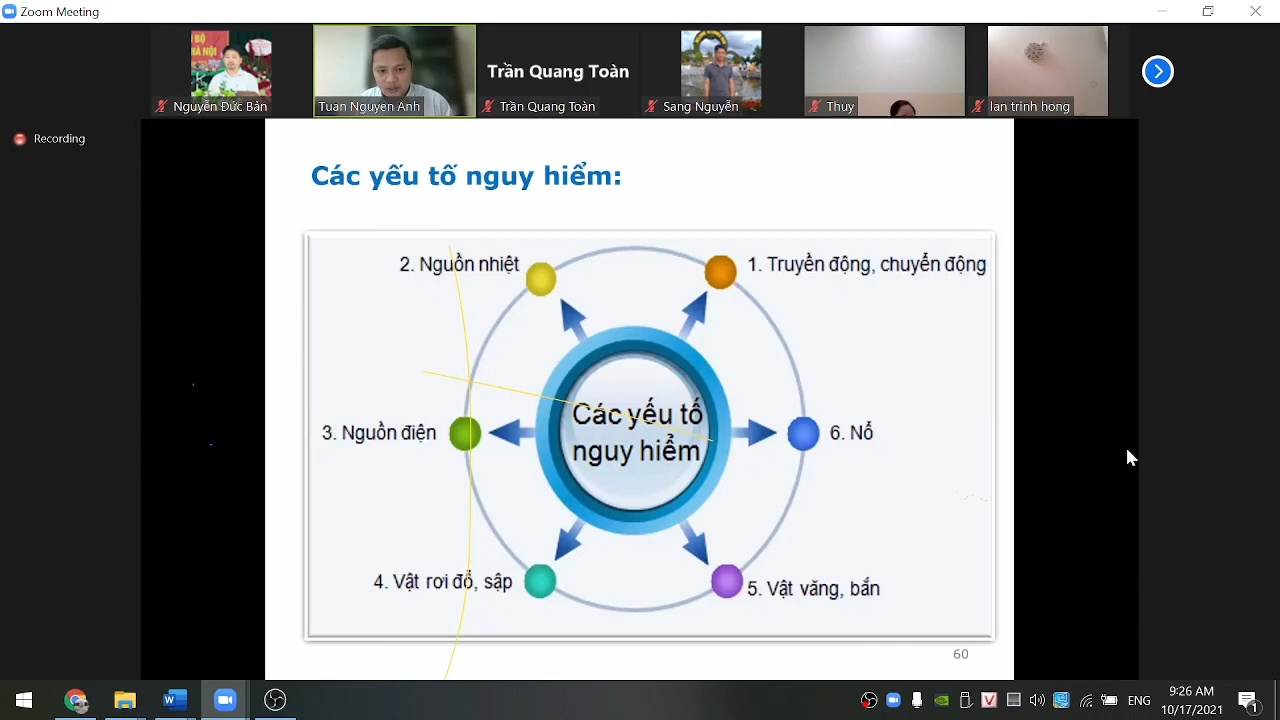 Zoom Meeting
Nguyễn Đức Bản
Tuan Nguyen Anh
Trần Quang Toàn
Trần Quang Toàn
Sang Nguyễn
Thuy
lan trinh hong
Recording
Các yếu tố nguy hiểm:
2. Nguồn nhiệt
1. Truyền động, chuyển động
3. Nguồn điện
Các yếu tố
nguy hiểm
6. Nổ
4. Vật rơi đổ, sập
5. Vật văng, bắn
60
ENG
9:26 AM
10/17/2021